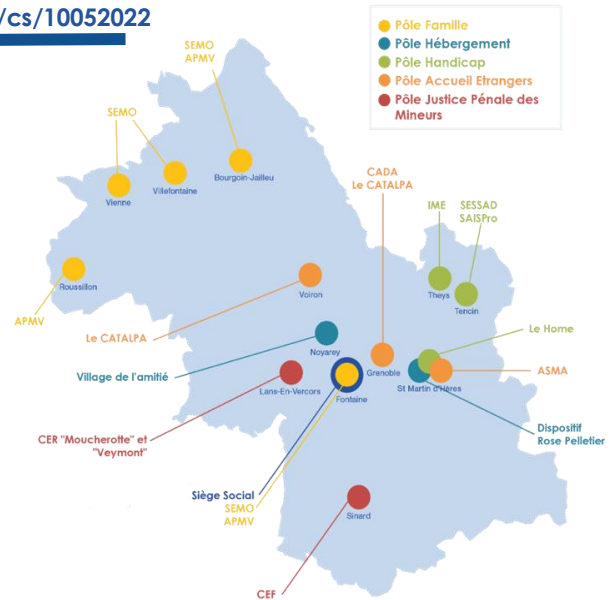 /cs/10052022
Pôle Famille
Pôle Hébergement
Pôle Handicap
Pôle Accueil Etrangers
Pôle Justice Pénale des
Mineurs
SEMO
APMV
SEMO
Bourgoin-Jallieu
Villefontaine
Vienne
CADA
Le CATALPA
IME
SESSAD
SAISPro
Roussillon
Voiron
Theys
Tencin
APMV
Le CATALPA
Le Home
Noyarey
Village de l'amitié
Grenoble
ASMA
Lans-En-Vercors
Fontaine
St Martin d'Hères
CER "Moucherotte" et
"Veymont"
Dispositif
Rose Pelletier
Siège Social
SEMO
APMV
Sinard
CEF